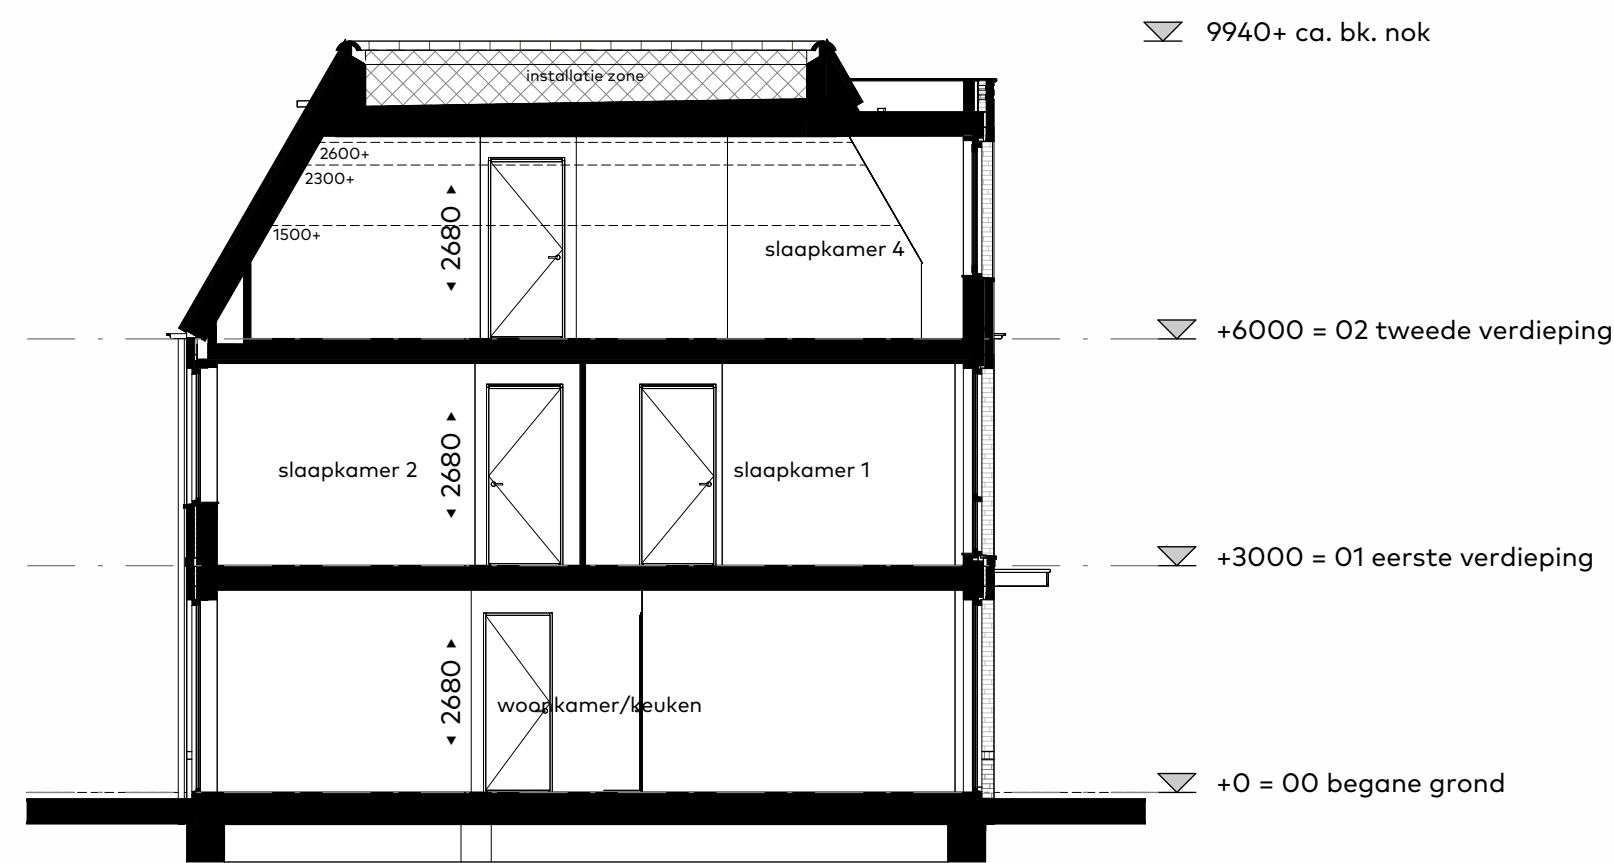 9940+ ca. bk. nok
installatie zone
2600+
2300+
1500+
2680
slaapkamer 4
+6000 = 02 tweede verdieping
slaapkamer 2
2680
slaapkamer 1
+3000 = 01 eerste verdieping
2680
woonkamer/keuken
+0 = 00 begane grond